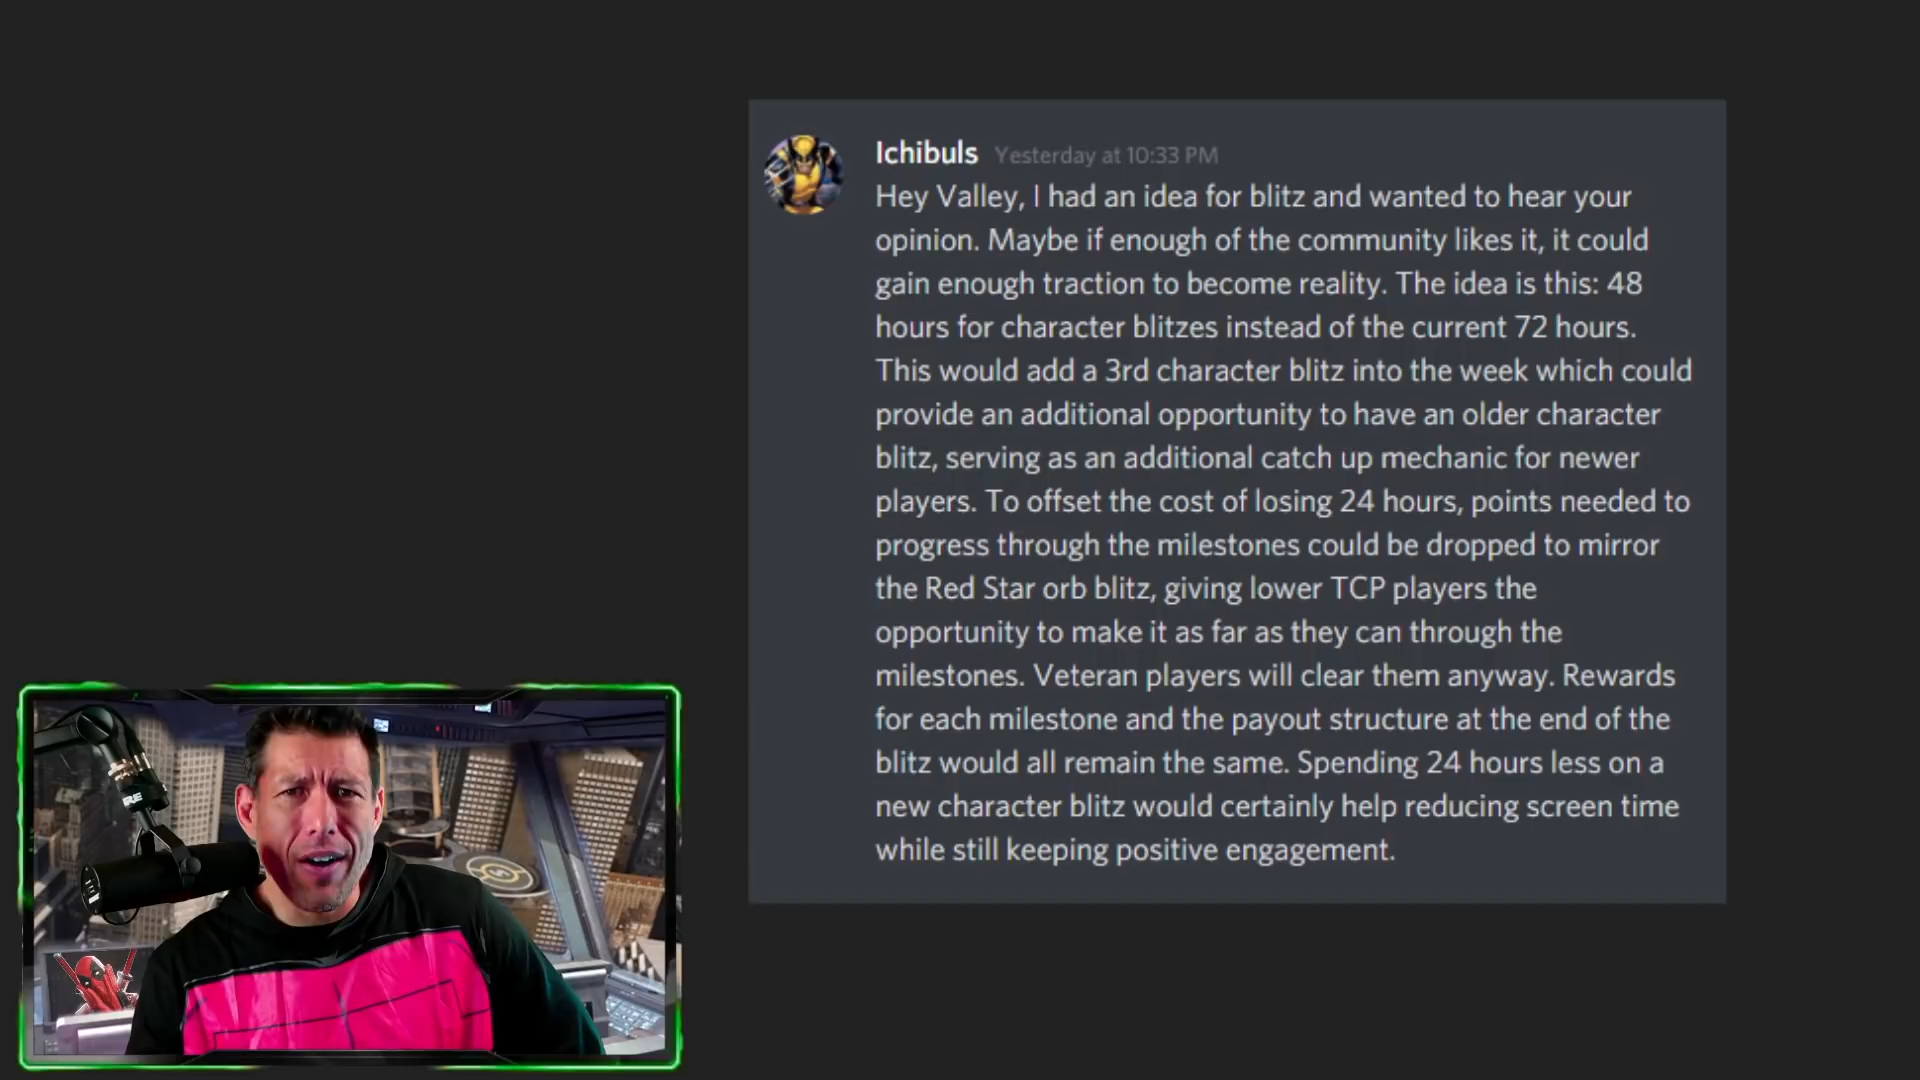 Ichibuls Yesterday at 10:33 PM
Hey Valley, I had an idea for blitz and wanted to hear your
opinion. Maybe if enough of the community likes it, it could
gain enough traction to become reality. The idea is this: 48
hours for character blitzes instead of the current 72 hours.
This would add a 3rd character blitz into the week which could
provide an additional opportunity to have an older character
blitz, serving as an additional catch up mechanic for newer
players. To offset the cost of losing 24 hours, points needed to
progress through the milestones could be dropped to mirror
the Red Star orb blitz, giving lower TCP players the
opportunity to make it as far as they can through the
milestones. Veteran players will clear them anyway. Rewards
for each milestone and the payout structure at the end of the
blitz would all remain the same. Spending 24 hours less on a
new character blitz would certainly help reducing screen time
while still keeping positive engagement.